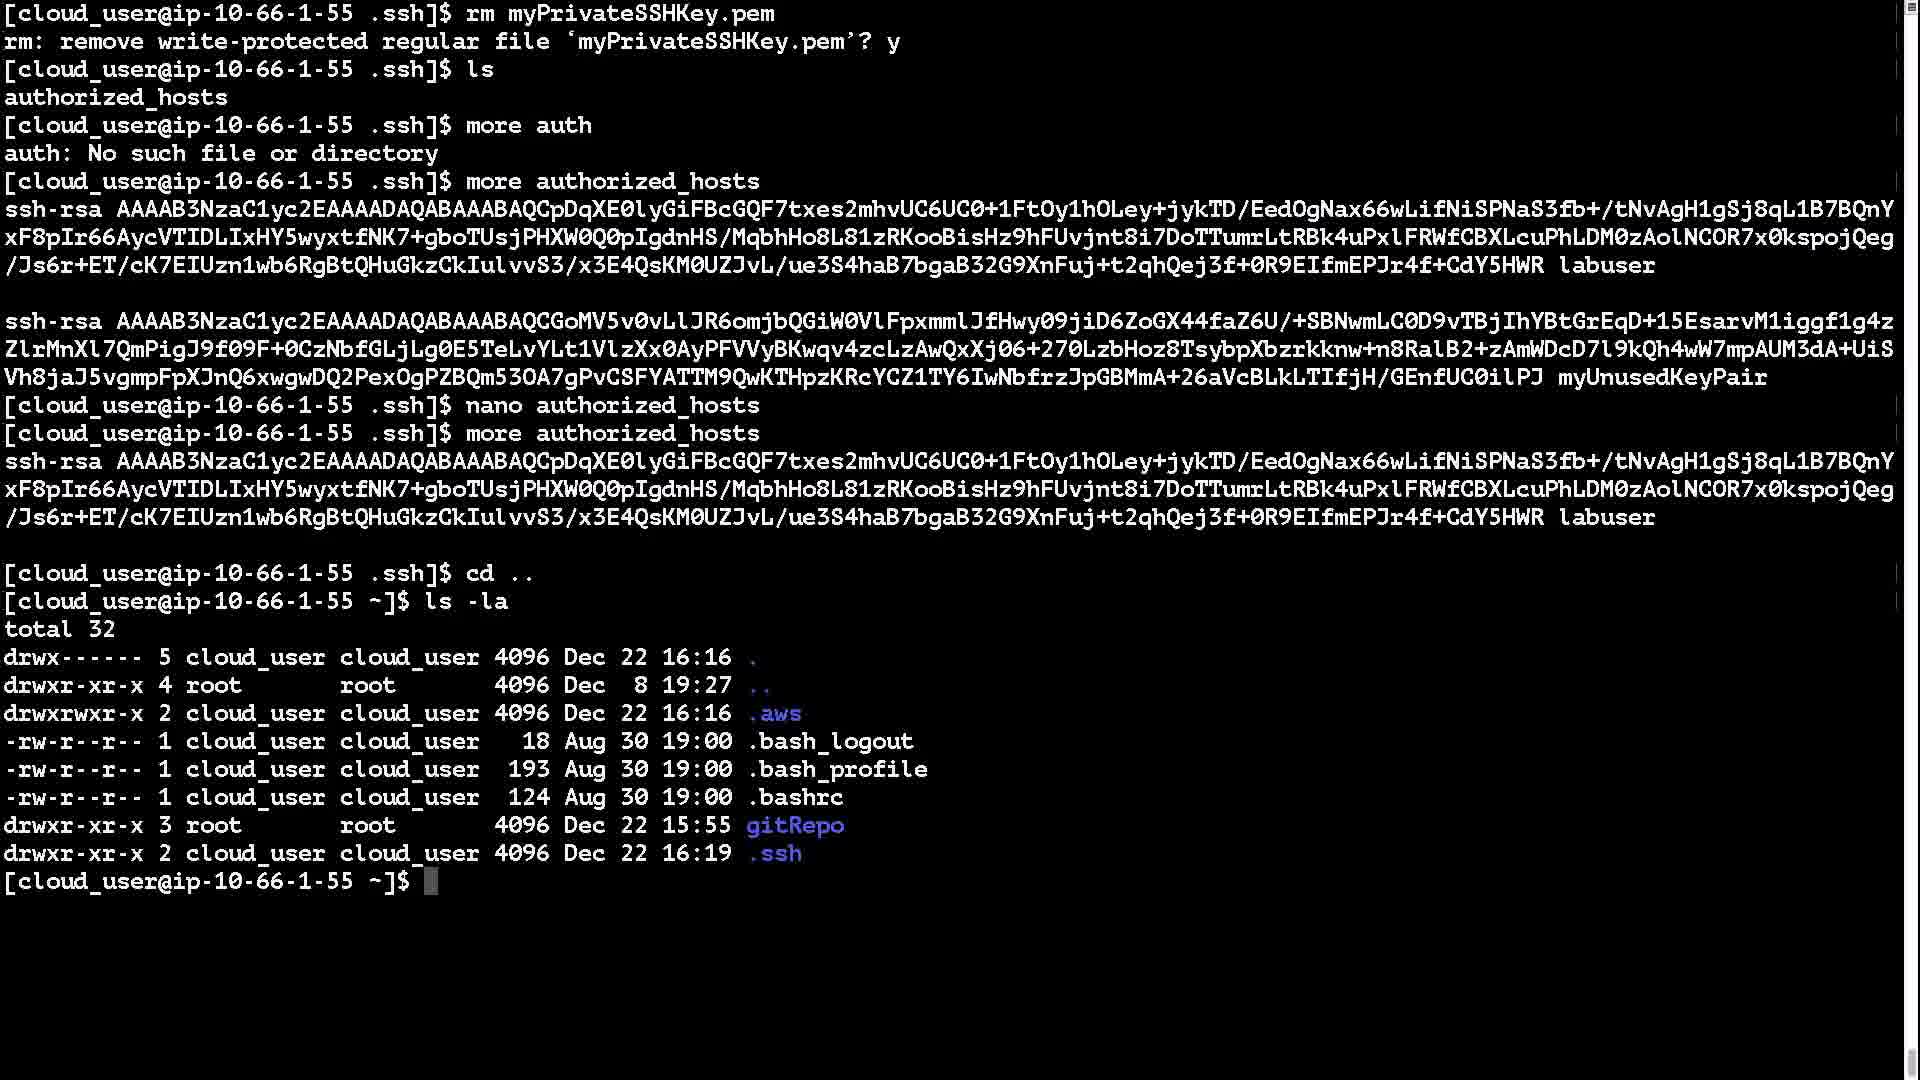 [cloud_user@ip-10-66-1-55 .ssh]$ rm myPrivateSSHKey.pem
rm: remove write-protected regular file ‘myPrivateSSHKey.pem’? y
[cloud_user@ip-10-66-1-55 .ssh]$ ls
authorized_hosts
[cloud_user@ip-10-66-1-55 .ssh]$ more auth
auth: No such file or directory
[cloud_user@ip-10-66-1-55 .ssh]$ more authorized_hosts
ssh-rsa AAAAB3NzaC1yc2EAAAADAQABAAABAQCpDqXE0lyGiFBcGQF7txes2mhvUC6UC0+1FtOy1hOLey+jykTD/EedOgNax66wLifNiSPNaS3fb+/tNvAgH1gSj8qL1B7BQnY
xF8pIr66AycVTIDLIxHY5wyxtfNK7+gboTUsjPHXW0Q0pIgdnHS/MqbhHo8L81zRKooBisHz9hFUvjnt8i7DoTTumrLtRBk4uPxlFRWfCBXLcuPhLDM0zAolNCOR7x0kspojQeg
/Js6r+ET/cK7EIUzn1wb6RgBtQHuGkzCkIulvvS3/x3E4QsKM0UZJvL/ue3S4haB7bgaB32G9XnFuj+t2qhQej3f+0R9EIfmEPJr4f+CdY5HWR labuser
ssh-rsa AAAAB3NzaC1yc2EAAAADAQABAAABAQCGoMV5v0vLlJR6omjbQGiW0VlFpxmmlJfHwy09jiD6ZoGX44faZ6U/+SBNwmLC0D9vTBjIhYBtGrEqD+15EsarvM1iggf1g4z
ZlrMnXl7QmPigJ9f09F+0CzNbfGLjLg0E5TeLvYLt1VlzXx0AyPFVVyBKwqv4zcLzAwQxXj06+270LzbHoz8TsybpXbzrkknw+n8RalB2+zAmWDcD7l9kQh4wW7mpAUM3dA+UiS
Vh8jaJ5vgmpFpXJnQ6xwgwDQ2PexOgPZBQm53OA7gPvCSFYATTM9QwKTHpzKRcYCZ1TY6IwNbfrzJpGBMmA+26aVcBLkLTIfjH/GEnfUC0ilPJ myUnusedKeyPair
[cloud_user@ip-10-66-1-55 .ssh]$ nano authorized_hosts
[cloud_user@ip-10-66-1-55 .ssh]$ more authorized_hosts
ssh-rsa AAAAB3NzaC1yc2EAAAADAQABAAABAQCpDqXE0lyGiFBcGQF7txes2mhvUC6UC0+1FtOy1hOLey+jykTD/EedOgNax66wLifNiSPNaS3fb+/tNvAgH1gSj8qL1B7BQnY
xF8pIr66AycVTIDLIxHY5wyxtfNK7+gboTUsjPHXW0Q0pIgdnHS/MqbhHo8L81zRKooBisHz9hFUvjnt8i7DoTTumrLtRBk4uPxlFRWfCBXLcuPhLDM0zAolNCOR7x0kspojQeg
/Js6r+ET/cK7EIUzn1wb6RgBtQHuGkzCkIulvvS3/x3E4QsKM0UZJvL/ue3S4haB7bgaB32G9XnFuj+t2qhQej3f+0R9EIfmEPJr4f+CdY5HWR labuser
[cloud_user@ip-10-66-1-55 .ssh]$ cd ..
[cloud_user@ip-10-66-1-55 ~]$ ls -la
total 32
drwx------ 5 cloud_user cloud_user 4096 Dec 22 16:16 .
drwxr-xr-x 4 root       root       4096 Dec  8 19:27 ..
drwxrwxr-x 2 cloud_user cloud_user 4096 Dec 22 16:16 .aws
-rw-r--r-- 1 cloud_user cloud_user   18 Aug 30 19:00 .bash_logout
-rw-r--r-- 1 cloud_user cloud_user  193 Aug 30 19:00 .bash_profile
-rw-r--r-- 1 cloud_user cloud_user  124 Aug 30 19:00 .bashrc
drwxr-xr-x 3 root       root       4096 Dec 22 15:55 gitRepo
drwxr-xr-x 2 cloud_user cloud_user 4096 Dec 22 16:19 .ssh
[cloud_user@ip-10-66-1-55 ~]$